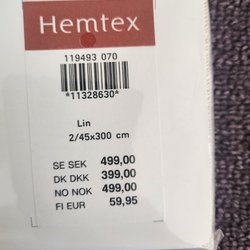 Hemtex
119493 070
*11328630*
Lin
2/45x300 cm
SE SEK 499,00
DK DKK 399,00
NO NOK 499,00
FI EUR 59,95